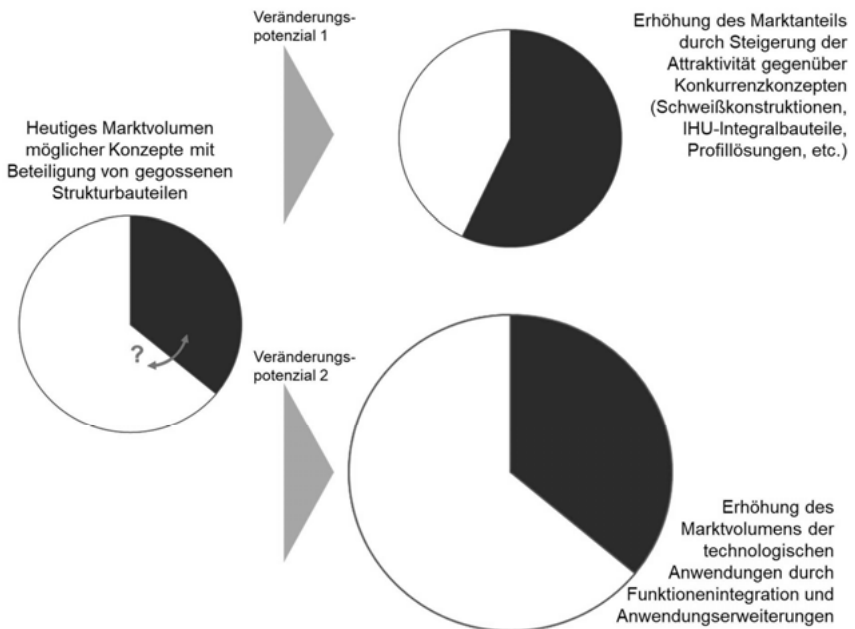 Veränderungs-
potenzial 1
Erhöhung des Marktanteils
durch Steigerung der
Attraktivität gegenüber
Konkurrenzkonzepten
(Schweißkonstruktionen,
IHU-Integralbauteile,
Profillösungen, etc.)
Heutiges Marktvolumen
möglicher Konzepte mit
Beteiligung von gegossenen
Strukturbauteilen
?
Veränderungs-
potenzial 2
Erhöhung des
Marktvolumens der
technologischen
Anwendungen durch
Funktionenintegration und
Anwendungserweiterungen